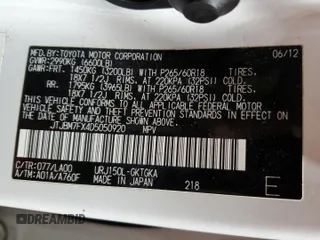 MFD. BY: TOYOTA MOTOR CORPORATION 06/12
GVWR: 2990KG (6600LB)
GAWR: FRT. 1450KG (3200LB) WITH P265/60R18 TIRES,
18X7 1/2J RIMS, AT 220KPA (32PSI) COLD.
RR. 1795KG (3965LB) WITH P265/60R18 TIRES,
18X7 1/2J RIMS, AT 220KPA (32PSI) COLD.
THIS VEHICLE CONFORMS TO ALL APPLICABLE FEDERAL MOTOR
VEHICLE SAFETY STANDARDS IN EFFECT ON
THE DATE OF MANUFACTURE SHOWN ABOVE.
JTJBM7FX4D5050920 MPV
C/TR: 077/LA00 URJ150L-GKTGKA
A/TM: A01A/A760F MADE IN JAPAN 218 E
DREAMBID.COM